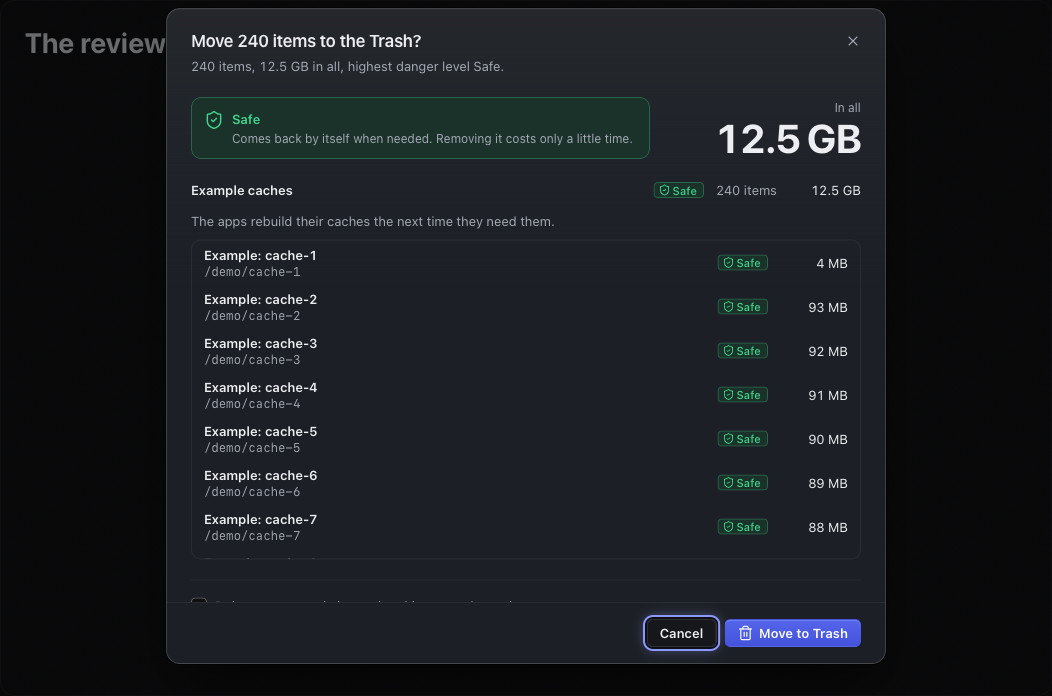 The review
Move 240 items to the Trash?
240 items, 12.5 GB in all, highest danger level Safe.
Safe
Comes back by itself when needed. Removing it costs only a little time.
In all
12.5 GB
Example caches
Safe
240 items
12.5 GB
The apps rebuild their caches the next time they need them.
Example: cache-1
/demo/cache-1
Safe
4 MB
Example: cache-2
/demo/cache-2
Safe
93 MB
Example: cache-3
/demo/cache-3
Safe
92 MB
Example: cache-4
/demo/cache-4
Safe
91 MB
Example: cache-5
/demo/cache-5
Safe
90 MB
Example: cache-6
/demo/cache-6
Safe
89 MB
Example: cache-7
/demo/cache-7
Safe
88 MB
Cancel
Move to Trash